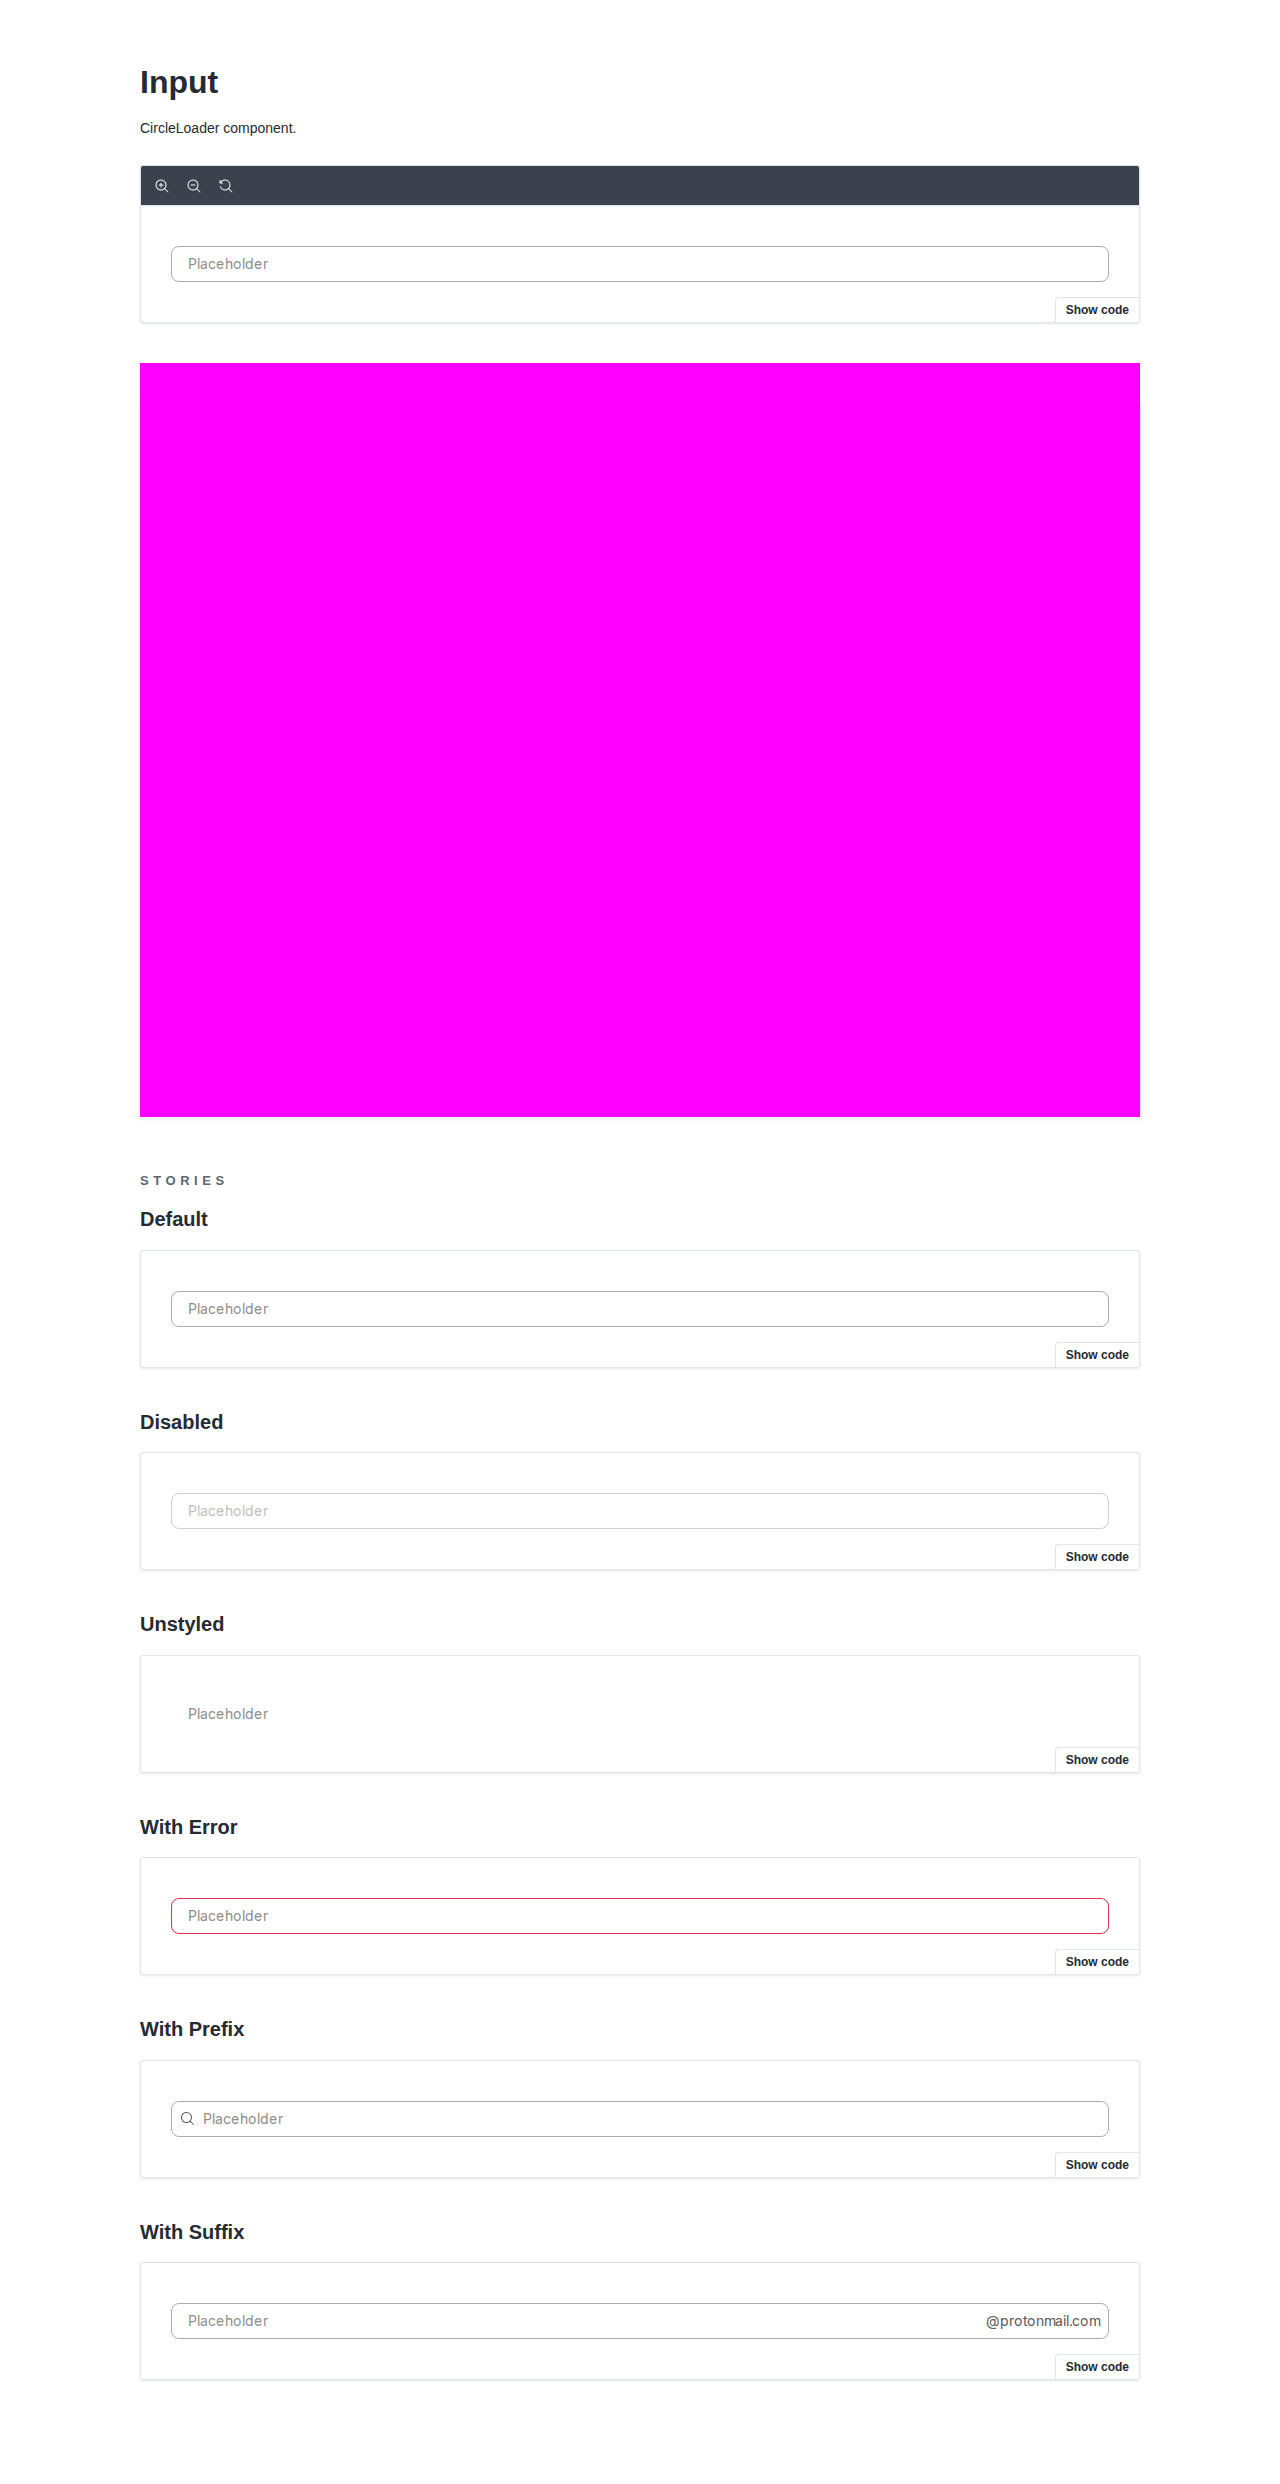 Input
CircleLoader component.
Placeholder
Show code
STORIES
Default
Placeholder
Show code
Disabled
Placeholder
Show code
Unstyled
Placeholder
Show code
With Error
Placeholder
Show code
With Prefix
Placeholder
Show code
With Suffix
Placeholder @protonmail.com
Show code